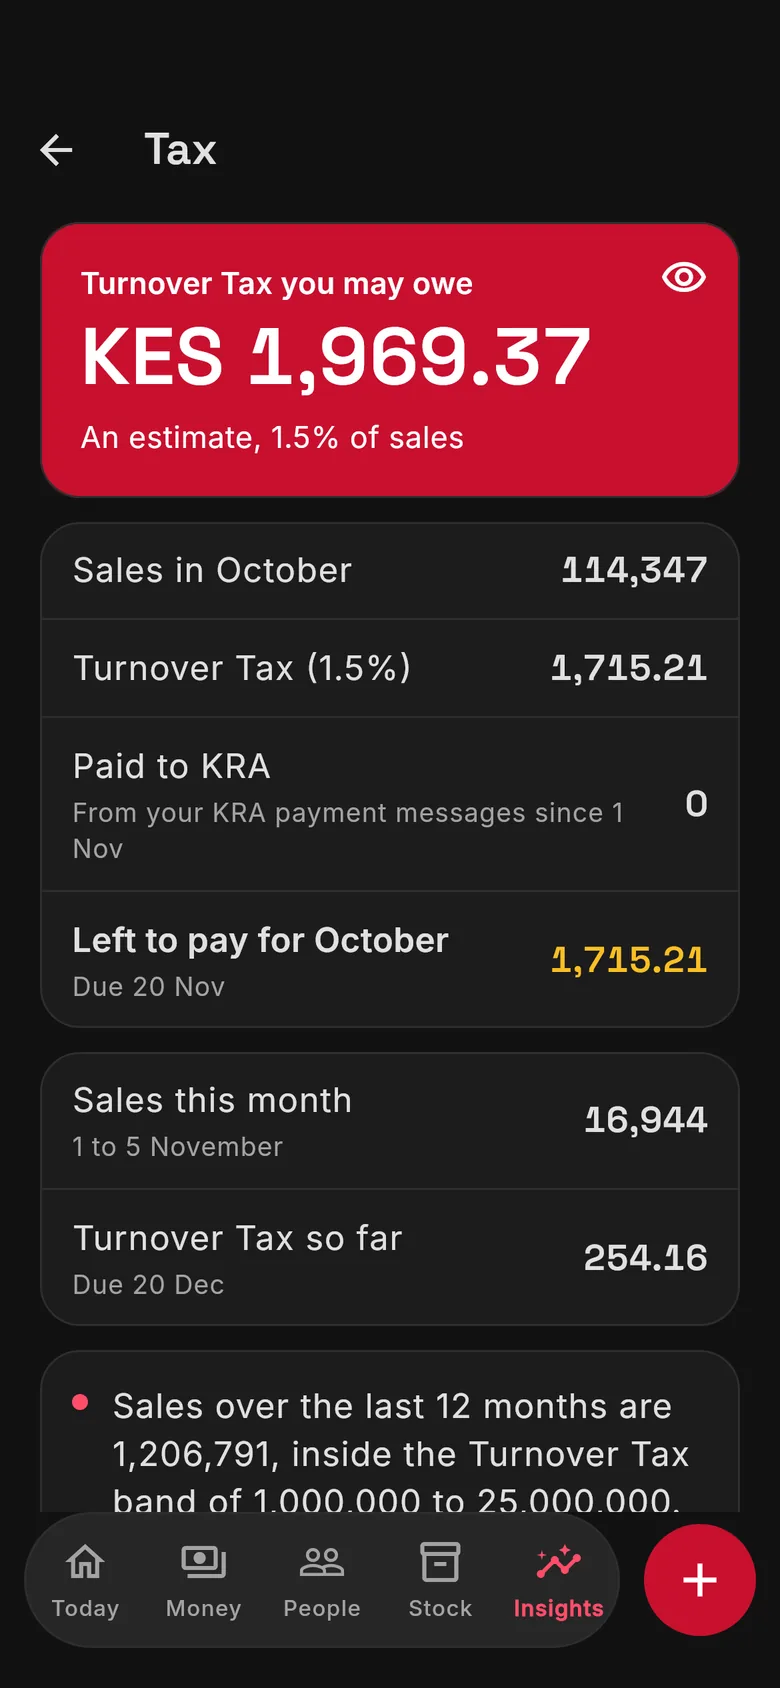 Tax
Turnover Tax you may owe
KES 1,969.37
An estimate, 1.5% of sales
Sales in October 114,347
Turnover Tax (1.5%) 1,715.21
Paid to KRA
From your KRA payment messages since 1
Nov
0
Left to pay for October
Due 20 Nov
1,715.21
Sales this month
1 to 5 November
16,944
Turnover Tax so far
Due 20 Dec
254.16
Sales over the last 12 months are
1,206,791, inside the Turnover Tax
band of 1,000,000 to 25,000,000.
Today Money People Stock Insights